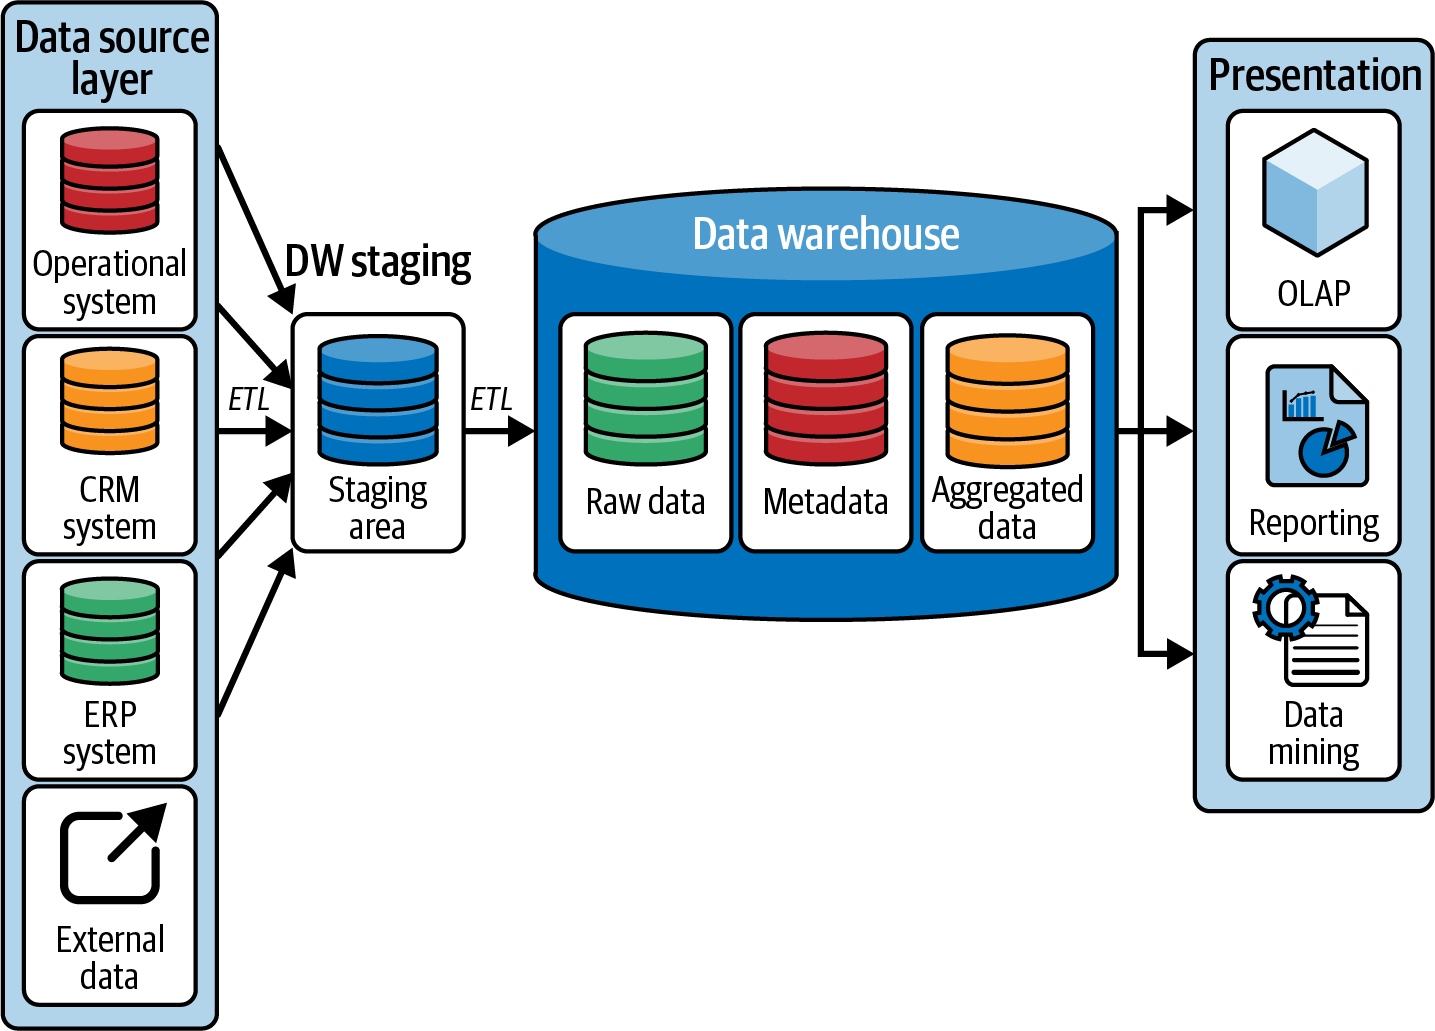 Data source
layer
Operational
system
CRM
system
ERP
system
External
data
ETL
DW staging
Staging
area
ETL
Data warehouse
Raw data
Metadata
Aggregated
data
Presentation
OLAP
Reporting
Data
mining